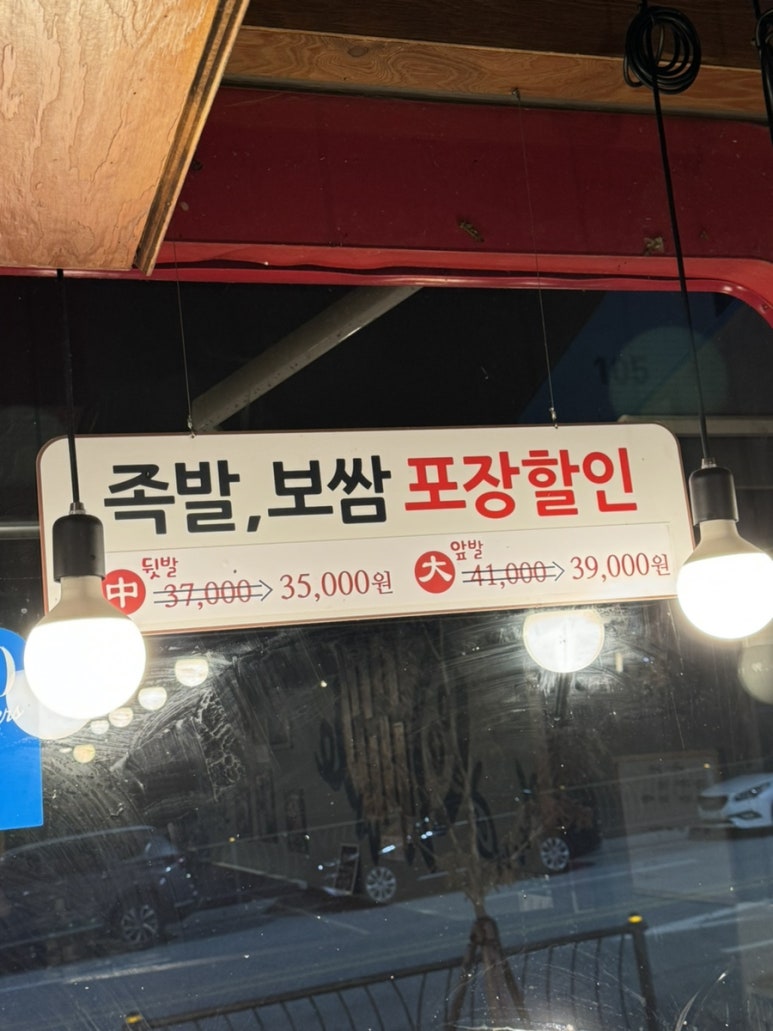 족발,보쌈 포장할인
中 뒷발 37,000 → 35,000원
大 앞발 41,000 → 39,000원
105